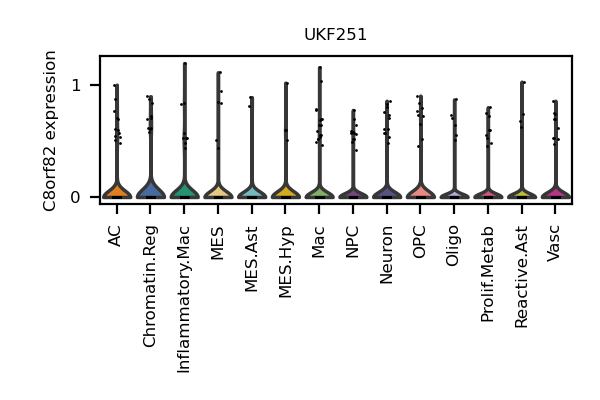 UKF251
C8orf82 expression
1
0
AC
Chromatin.Reg
Inflammatory.Mac
MES
MES.Ast
MES.Hyp
Mac
NPC
Neuron
OPC
Oligo
Prolif.Metab
Reactive.Ast
Vasc